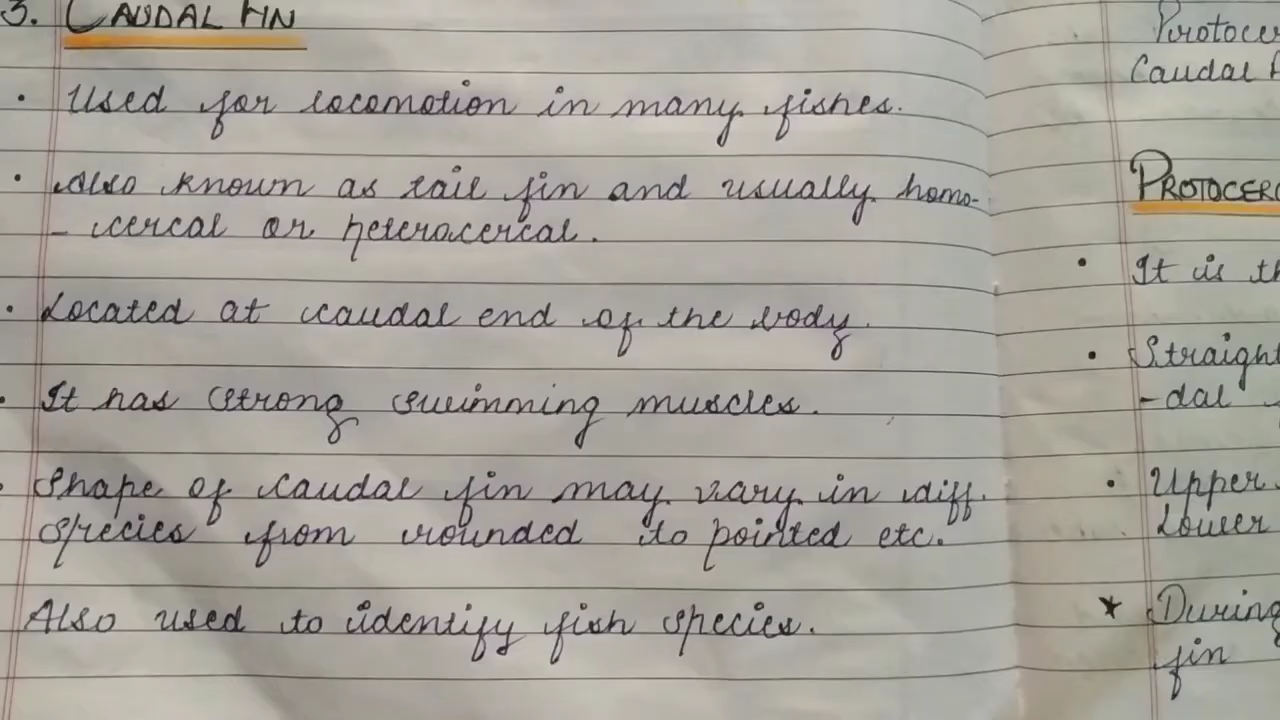 3. CAUDAL FIN
• Used for locomotion in many fishes.
• Also known as tail fin and usually homo-
- cercal or heterocercal.
• Located at caudal end of the body.
• It has strong swimming muscles.
• Shape of caudal fin may vary in diff.
species from rounded to pointed etc.
Also used to identify fish species.
Caudal
• It is
• Straight
-dal
• Upper
Lower
* During
fin